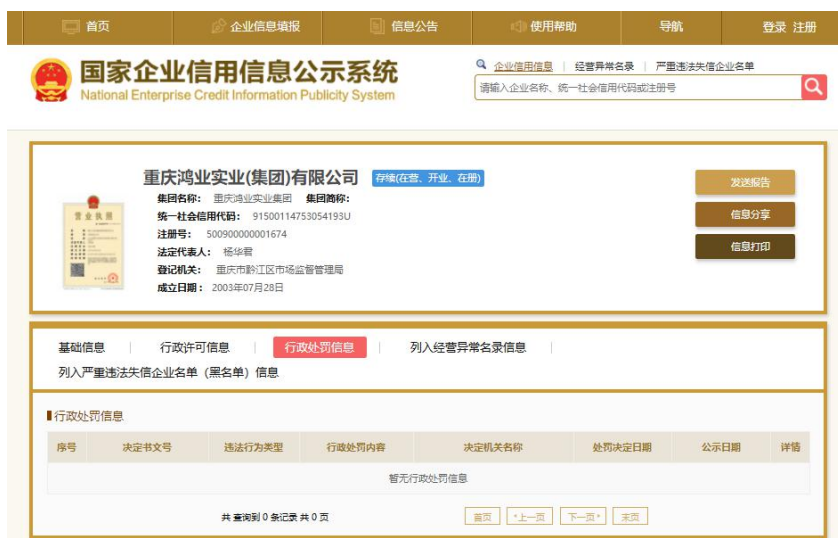 首页 企业信息填报 信息公告 使用帮助 导航 登录 注册
国家企业信用信息公示系统
National Enterprise Credit Information Publicity System
企业信用信息 | 经营异常名录 | 严重违法失信企业名单
请输入企业名称、统一社会信用代码或注册号
重庆鸿业实业(集团)有限公司 存续(在营、开业、在册)
集团名称: 重庆鸿业实业集团 集团简称:
统一社会信用代码: 91500114753054193U
注册号: 500900000001674
法定代表人: 杨华君
登记机关: 重庆市黔江区市场监督管理局
成立日期: 2003年07月28日
营业执照
发送报告
信息分享
信息打印
基础信息 | 行政许可信息 | 行政处罚信息 | 列入经营异常名录信息 |
列入严重违法失信企业名单(黑名单)信息
行政处罚信息
序号 决定书文号 违法行为类型 行政处罚内容 决定机关名称 处罚决定日期 公示日期 详情
暂无行政处罚信息
共 查询到 0 条记录 共 0 页 首页 上一页 下一页 末页